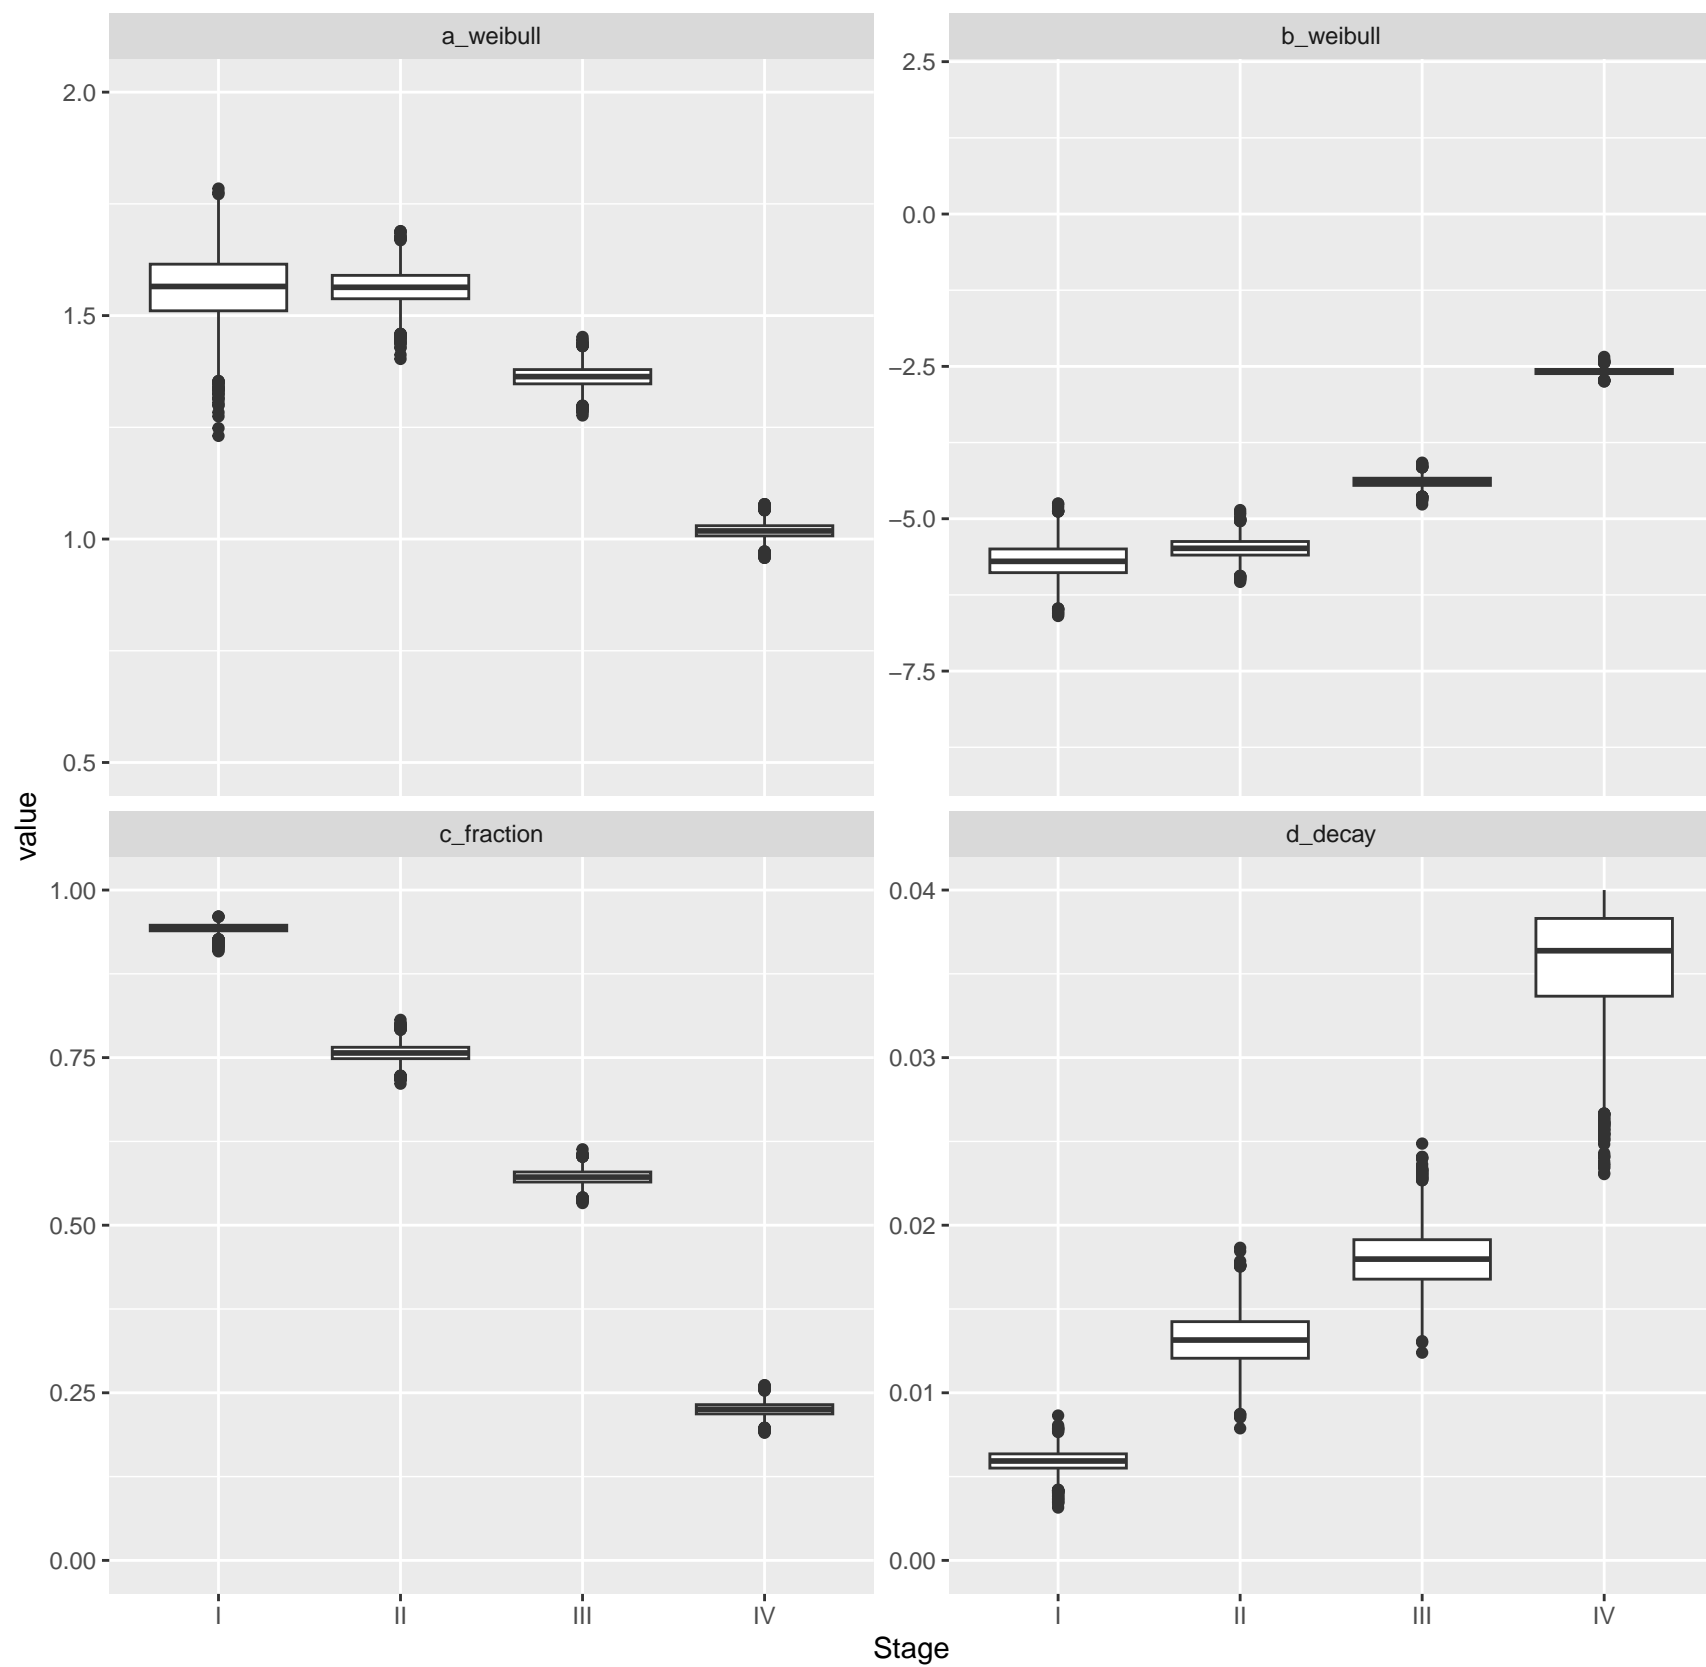 a_weibull
b_weibull
2.0
1.5
1.0
0.5
2.5
0.0
−2.5
−5.0
−7.5
value
c_fraction
d_decay
1.00
0.75
0.50
0.25
0.00
0.04
0.03
0.02
0.01
0.00
I II III IV
I II III IV
Stage